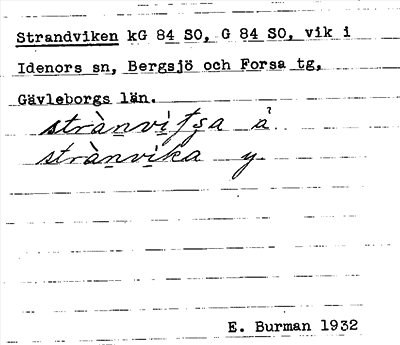 Strandviken kG 84 SO, G 84 SO, vik i
Idenors sn, Bergsjö och Forsa tg,
Gävleborgs län.
strànvi̱ a
strànvi̱ka y
E. Burman 1932